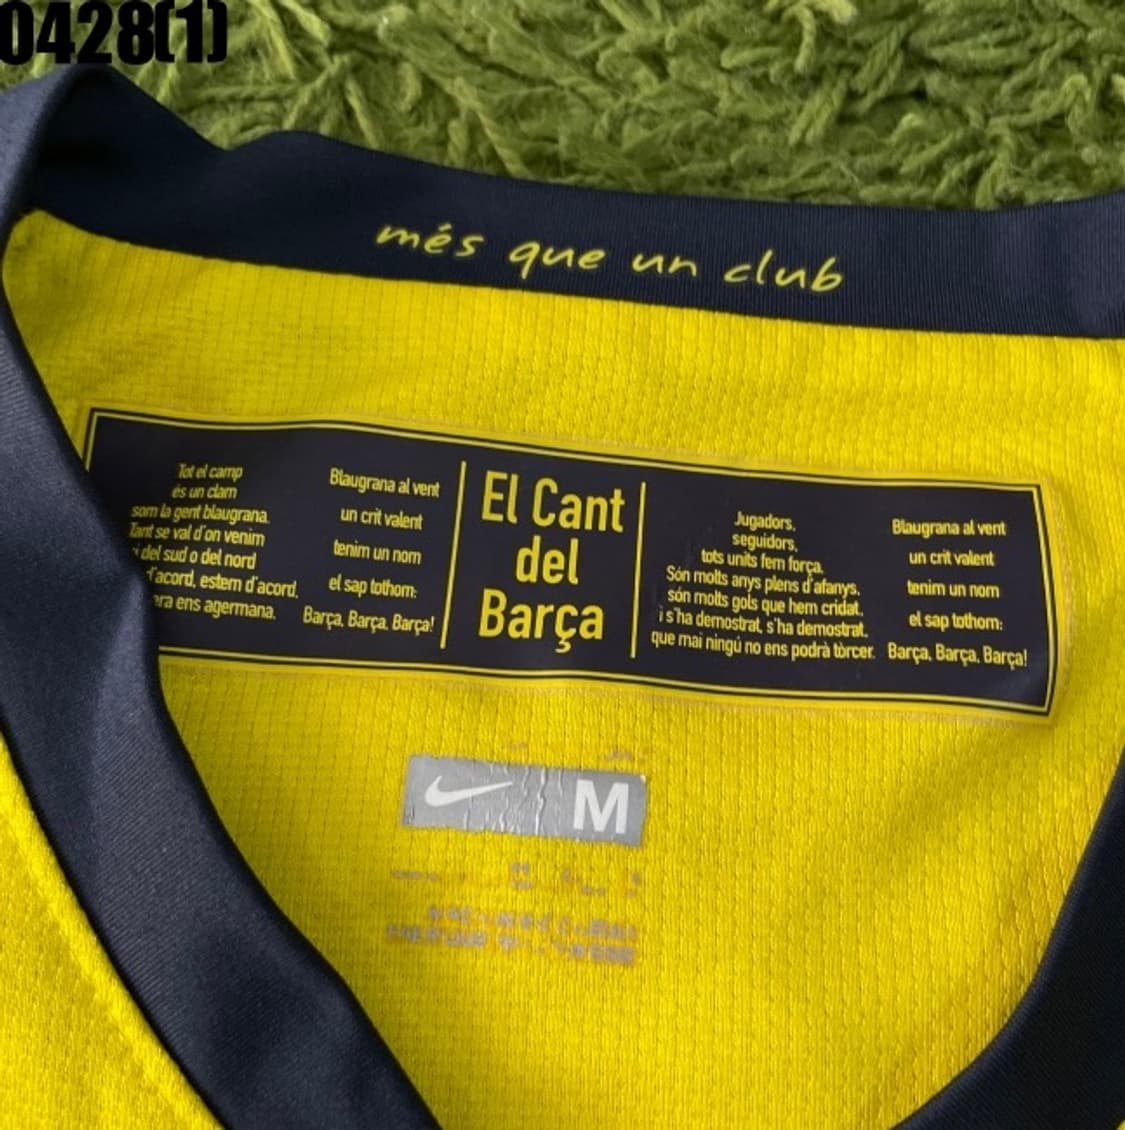 0428(1)
més que un club
Tot el camp
és un clam
som la gent blaugrana.
Tant se val d'on venim
del sud o del nord
d'acord, estem d'acord,
ens agermana.
Blaugrana al vent
un crit valent
tenim un nom
el sap tothom:
Barça, Barça, Barça!
El Cant
del
Barça
Jugadors,
seguidors,
tots units fem força.
Són molts anys plens d'afanys.
són molts gols que hem cridat.
i s'ha demostrat, s'ha demostrat.
que mai ningú no ens podrà tòrcer.
Blaugrana al vent
un crit valent
tenim un nom
el sap tothom:
Barça, Barça, Barça!
M